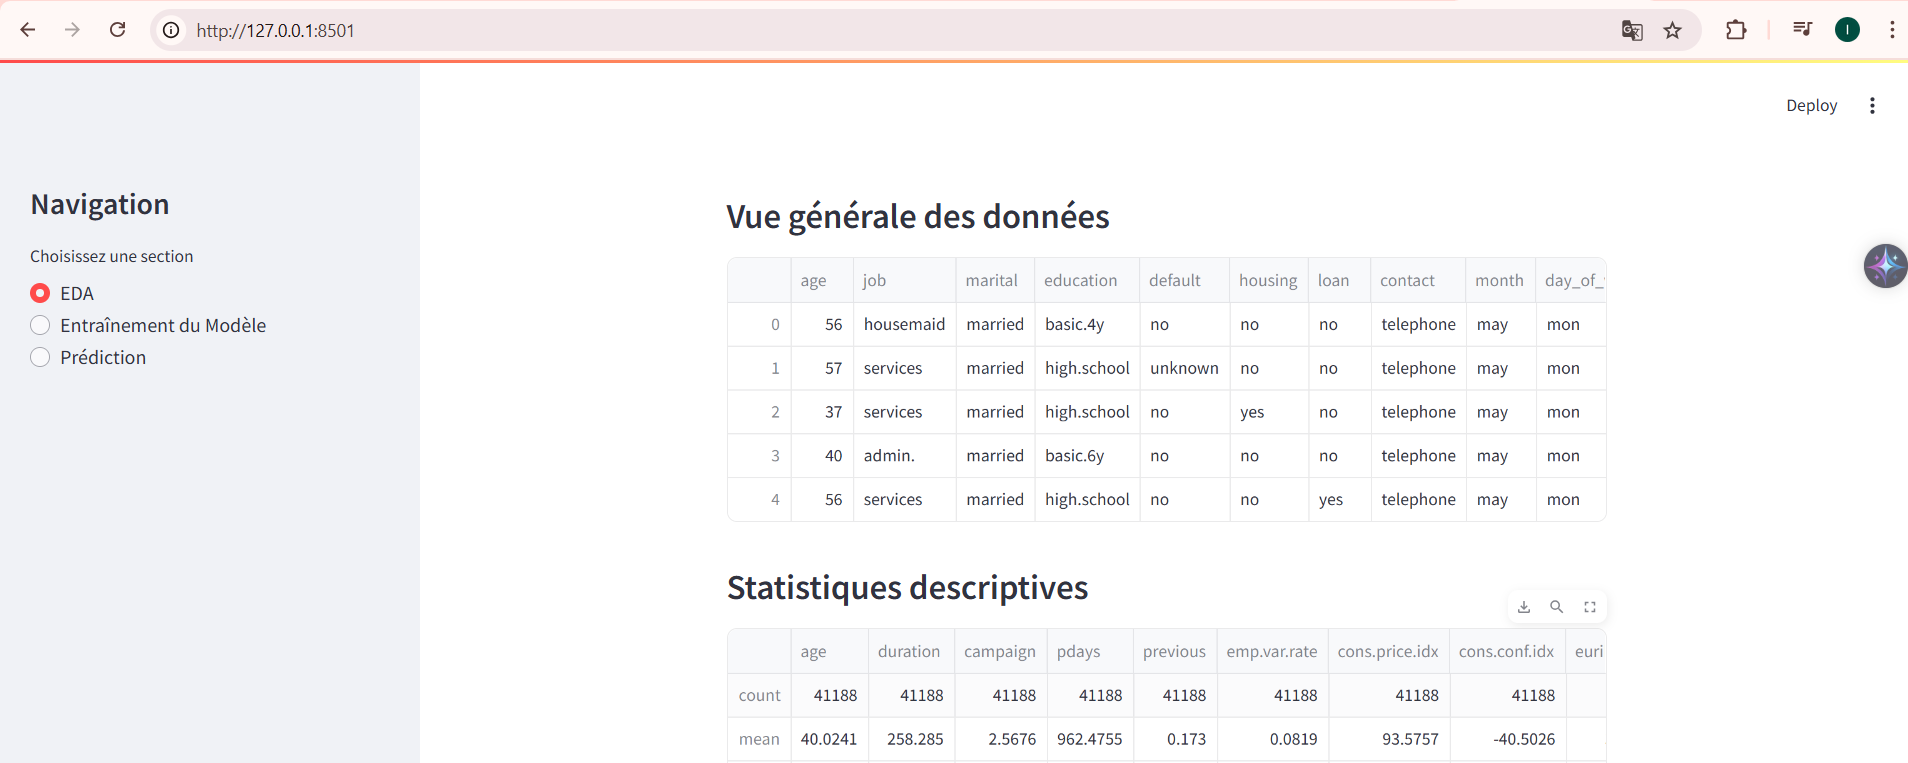 http://127.0.0.1:8501
I
Deploy
Navigation
Choisissez une section
EDA
Entraînement du Modèle
Prédiction
Vue générale des données
age job marital education default housing loan contact month day_of_
0 56 housemaid married basic.4y no no no telephone may mon
1 57 services married high.school unknown no no telephone may mon
2 37 services married high.school no yes no telephone may mon
3 40 admin. married basic.6y no no no telephone may mon
4 56 services married high.school no no yes telephone may mon
Statistiques descriptives
age duration campaign pdays previous emp.var.rate cons.price.idx cons.conf.idx euri
count 41188 41188 41188 41188 41188 41188 41188 41188
mean 40.0241 258.285 2.5676 962.4755 0.173 0.0819 93.5757 -40.5026